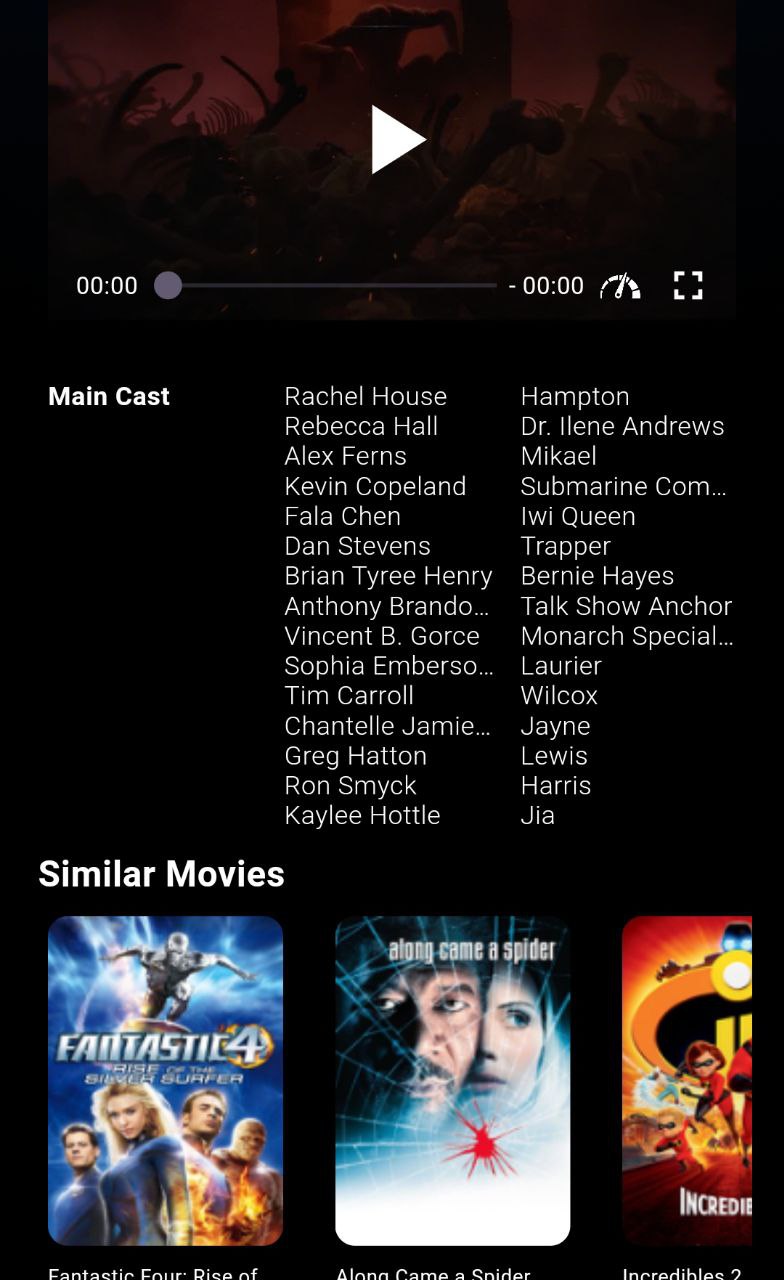 00:00 - 00:00
Main Cast Rachel House Hampton
Rebecca Hall Dr. Ilene Andrews
Alex Ferns Mikael
Kevin Copeland Submarine Com...
Fala Chen Iwi Queen
Dan Stevens Trapper
Brian Tyree Henry Bernie Hayes
Anthony Brando... Talk Show Anchor
Vincent B. Gorce Monarch Special...
Sophia Emberso... Laurier
Tim Carroll Wilcox
Chantelle Jamie... Jayne
Greg Hatton Lewis
Ron Smyck Harris
Kaylee Hottle Jia
Similar Movies
FANTASTIC 4
RISE OF THE
SILVER SURFER
along came a spider
INCREDIB
Fantastic Four: Rise of
Along Came a Spider
Incredibles 2